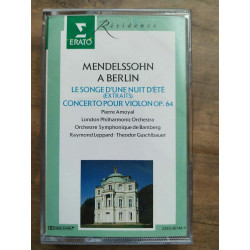 Résidence
ERATO
MENDELSSOHN
A BERLIN
LE SONGE D'UNE NUIT D'ÉTÉ
(EXTRAITS)
CONCERTO POUR VIOLON OP. 64
Pierre Amoyal
London Philharmonic Orchestra
Orchestre Symphonique de Bamberg
Raymond Leppard · Theodor Guschlbauer